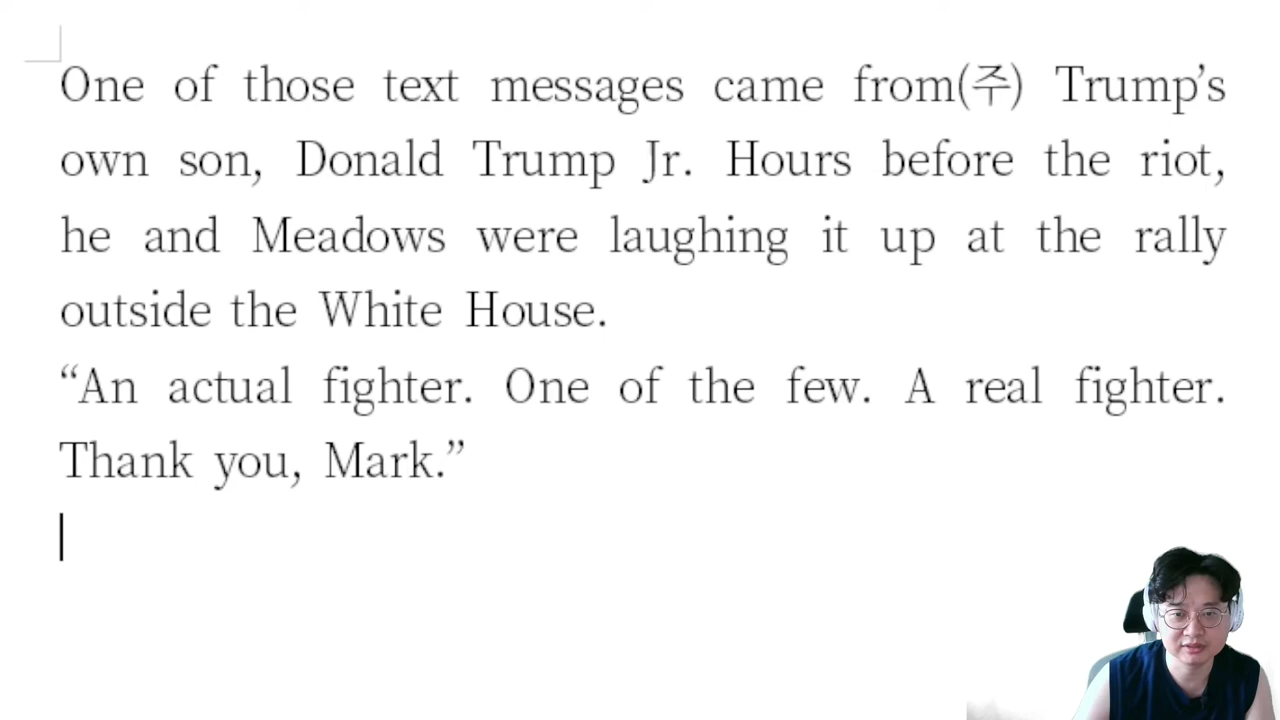 One of those text messages came from(주) Trump’s
own son, Donald Trump Jr. Hours before the riot,
he and Meadows were laughing it up at the rally
outside the White House.
“An actual fighter. One of the few. A real fighter.
Thank you, Mark.”